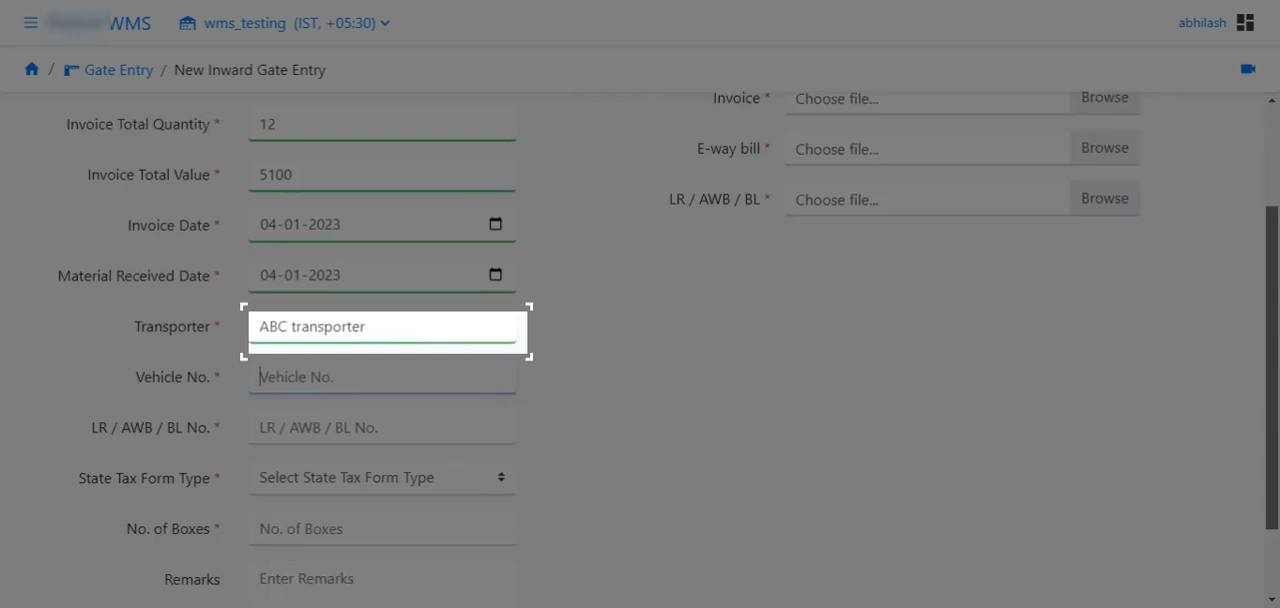 WMS wms_testing (IST, +05:30) abhilash
/ Gate Entry / New Inward Gate Entry
Invoice * Choose file... Browse
Invoice Total Quantity * 12
E-way bill * Choose file... Browse
Invoice Total Value * 5100
LR / AWB / BL * Choose file... Browse
Invoice Date * 04-01-2023
Material Received Date * 04-01-2023
Transporter * ABC transporter
Vehicle No. * Vehicle No.
LR / AWB / BL No. * LR / AWB / BL No.
State Tax Form Type * Select State Tax Form Type
No. of Boxes * No. of Boxes
Remarks Enter Remarks